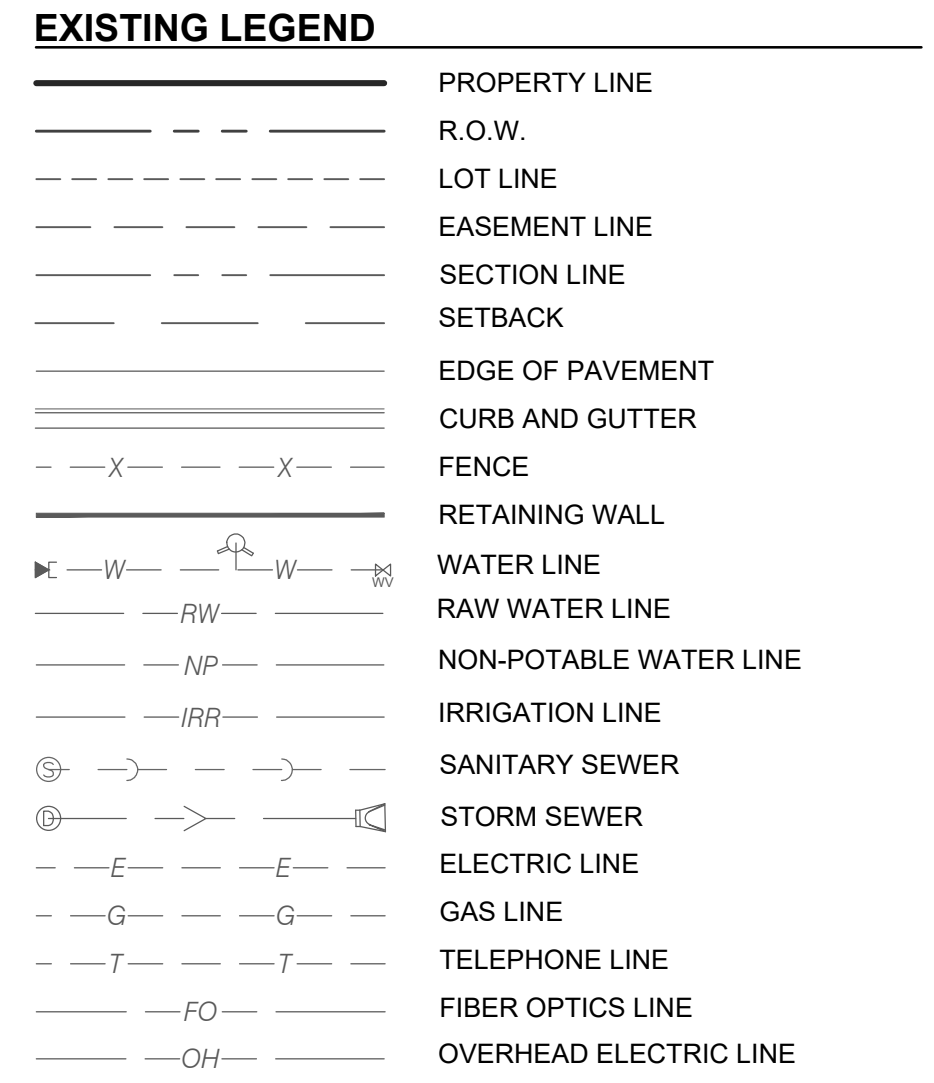 EXISTING LEGEND
PROPERTY LINE
R.O.W.
LOT LINE
EASEMENT LINE
SECTION LINE
SETBACK
EDGE OF PAVEMENT
CURB AND GUTTER
X X FENCE
RETAINING WALL
W W WV WATER LINE
RW RAW WATER LINE
NP NON-POTABLE WATER LINE
IRR IRRIGATION LINE
S SANITARY SEWER
D STORM SEWER
E E ELECTRIC LINE
G G GAS LINE
T T TELEPHONE LINE
FO FIBER OPTICS LINE
OH OVERHEAD ELECTRIC LINE